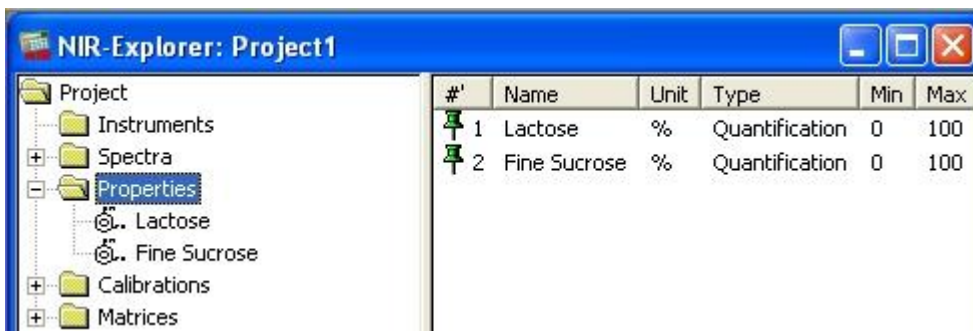 NIR-Explorer: Project1
Project
Instruments
Spectra
Properties
Lactose
Fine Sucrose
Calibrations
Matrices
#' Name Unit Type Min Max
1 Lactose % Quantification 0 100
2 Fine Sucrose % Quantification 0 100